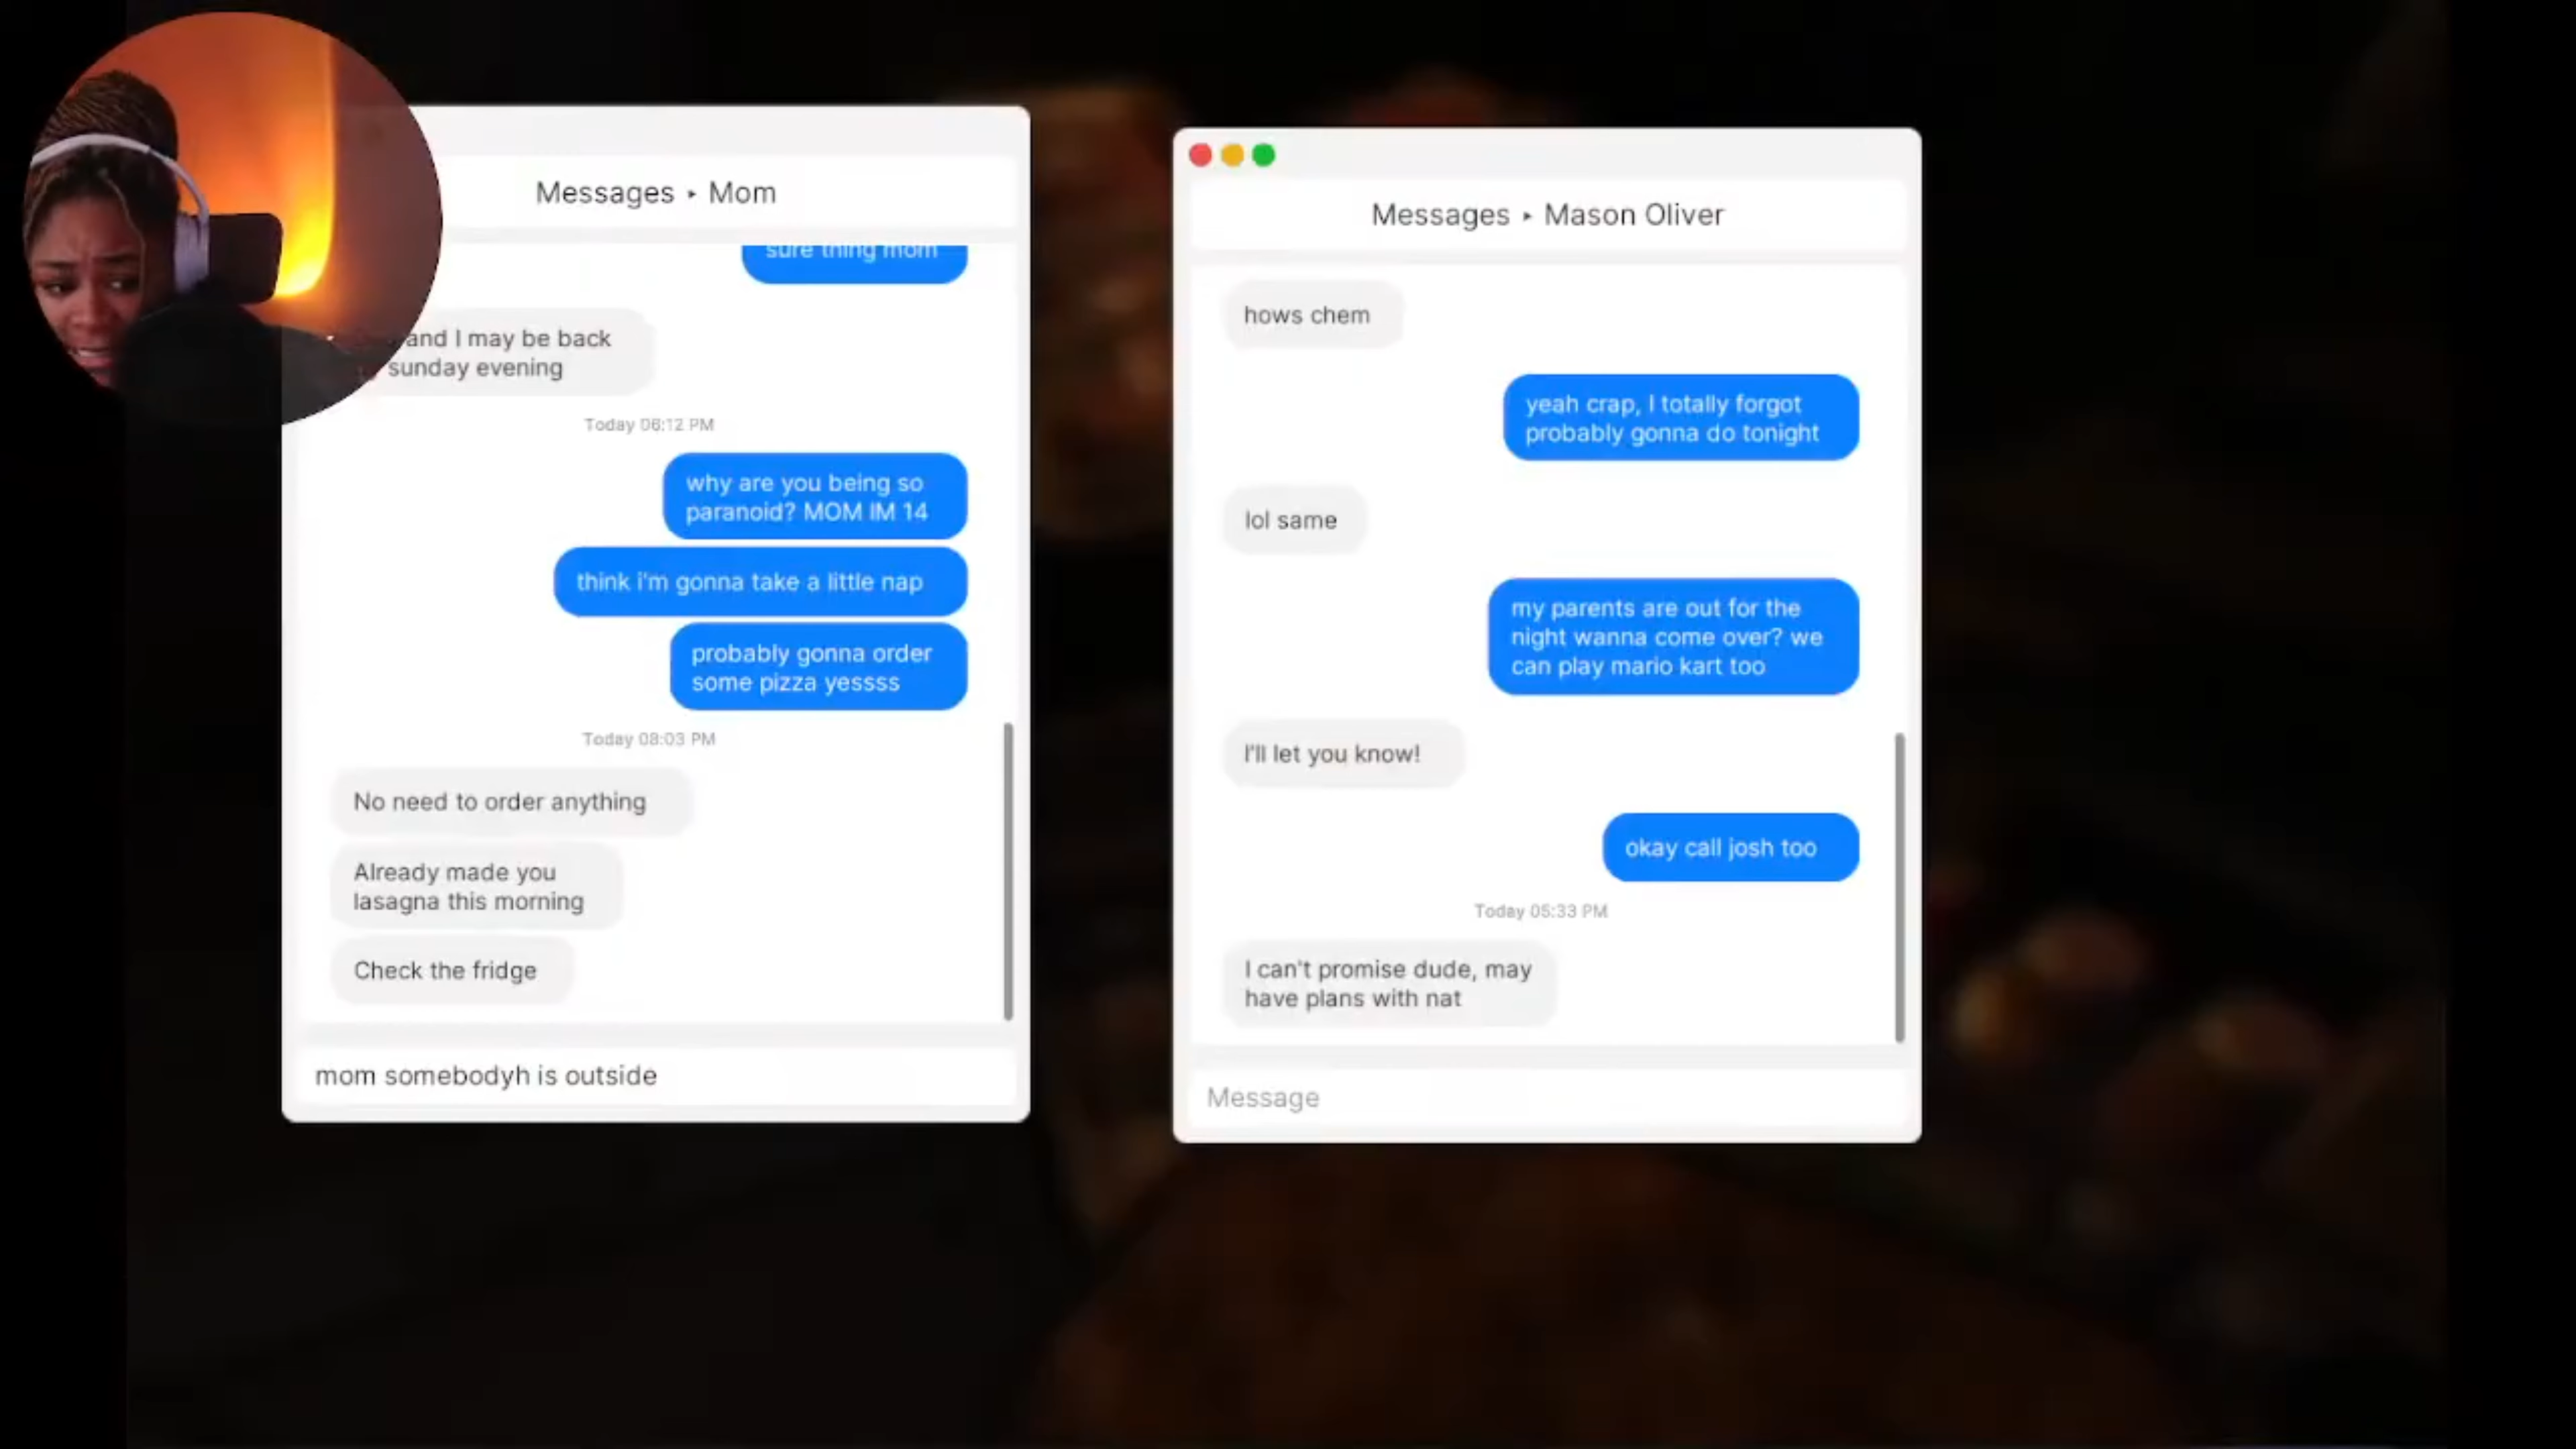 Messages ▸ Mom
sure thing mom
and I may be back
sunday evening
Today 06:12 PM
why are you being so
paranoid? MOM IM 14
think i'm gonna take a little nap
probably gonna order
some pizza yessss
Today 08:03 PM
No need to order anything
Already made you
lasagna this morning
Check the fridge
mom somebodyh is outside
Messages ▸ Mason Oliver
hows chem
yeah crap, I totally forgot
probably gonna do tonight
lol same
my parents are out for the
night wanna come over? we
can play mario kart too
I'll let you know!
okay call josh too
Today 05:33 PM
I can't promise dude, may
have plans with nat
Message